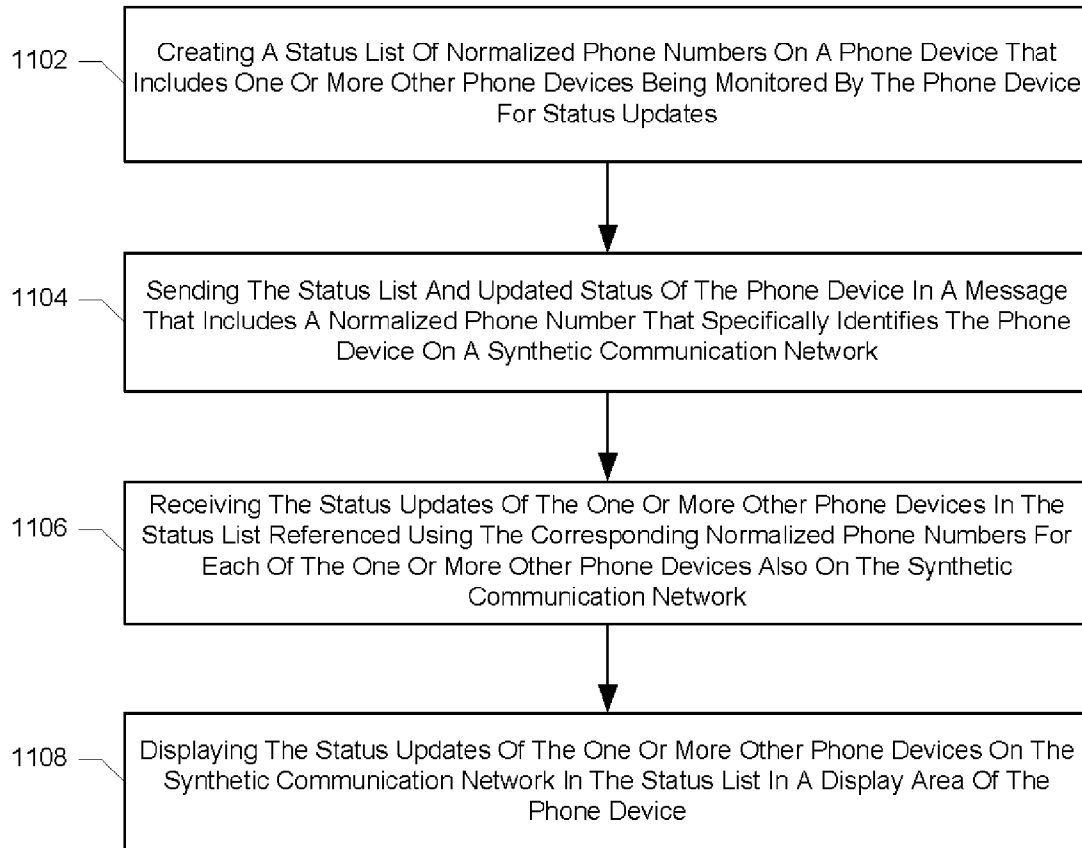 1102
Creating A Status List Of Normalized Phone Numbers On A Phone Device That
Includes One Or More Other Phone Devices Being Monitored By The Phone Device
For Status Updates
1104
Sending The Status List And Updated Status Of The Phone Device In A Message
That Includes A Normalized Phone Number That Specifically Identifies The Phone
Device On A Synthetic Communication Network
1106
Receiving The Status Updates Of The One Or More Other Phone Devices In The
Status List Referenced Using The Corresponding Normalized Phone Numbers For
Each Of The One Or More Other Phone Devices Also On The Synthetic
Communication Network
1108
Displaying The Status Updates Of The One Or More Other Phone Devices On The
Synthetic Communication Network In The Status List In A Display Area Of The
Phone Device